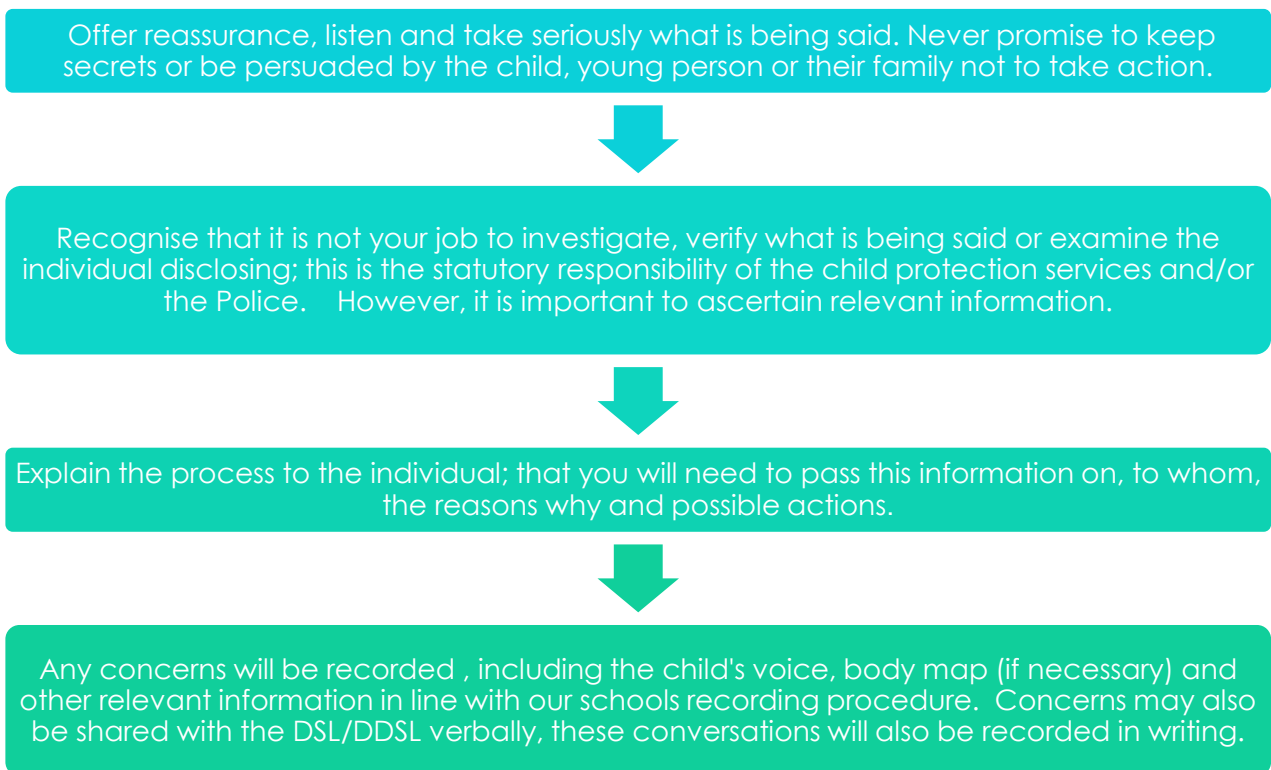 Offer reassurance, listen and take seriously what is being said. Never promise to keep
secrets or be persuaded by the child, young person or their family not to take action.
Recognise that it is not your job to investigate, verify what is being said or examine the
individual disclosing; this is the statutory responsibility of the child protection services and/or
the Police.    However, it is important to ascertain relevant information.
Explain the process to the individual; that you will need to pass this information on, to whom,
the reasons why and possible actions.
Any concerns will be recorded , including the child's voice, body map (if necessary) and
other relevant information in line with our schools recording procedure.  Concerns may also
be shared with the DSL/DDSL verbally, these conversations will also be recorded in writing.